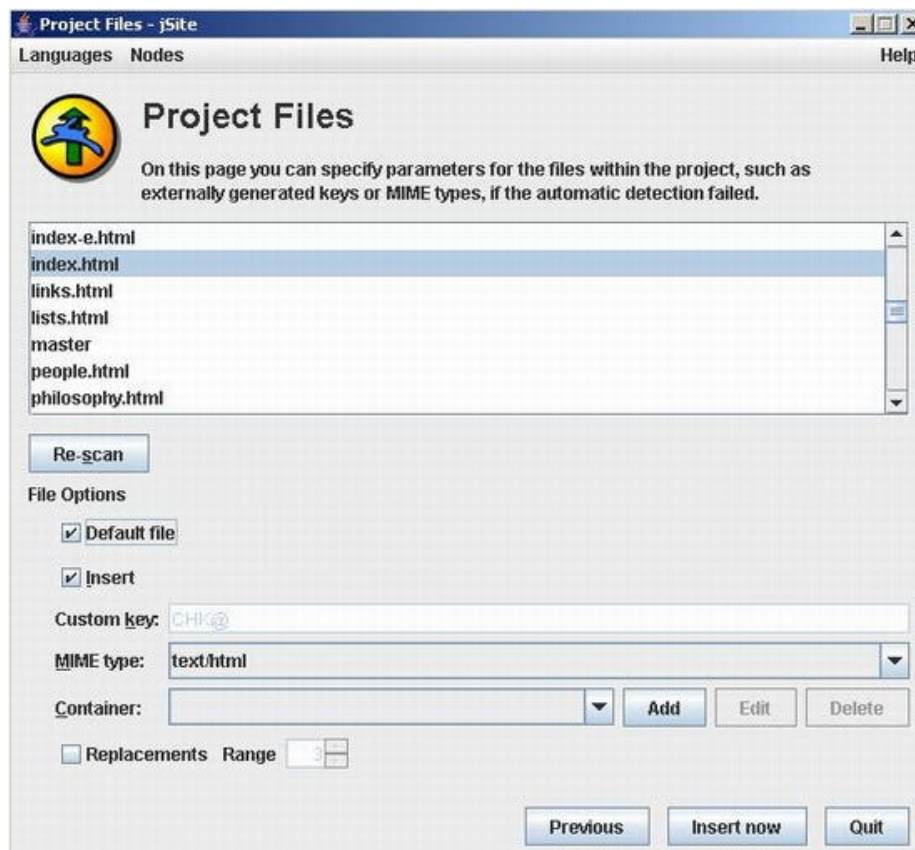 Project Files - jSite
Languages Nodes Help
Project Files
On this page you can specify parameters for the files within the project, such as
externally generated keys or MIME types, if the automatic detection failed.
index-e.html
index.html
links.html
lists.html
master
people.html
philosophy.html
Re-scan
File Options
Default file
Insert
Custom key: CHK@
MIME type: text/html
Container: Add Edit Delete
Replacements Range 3
Previous Insert now Quit